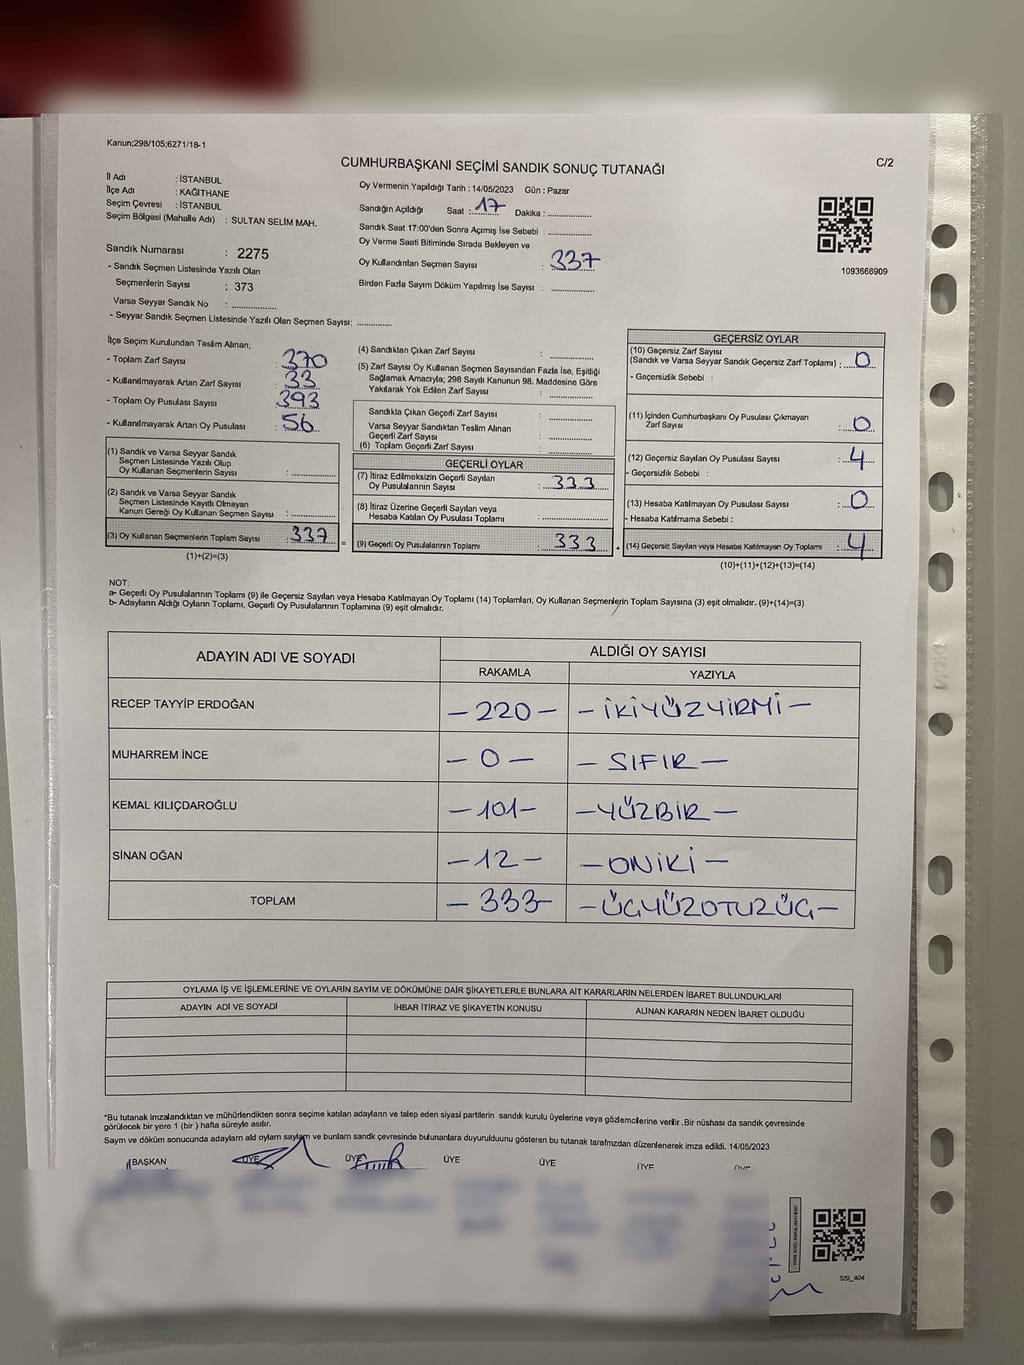 Kanun;298/105;6271/18-1
CUMHURBAŞKANI SEÇİMİ SANDIK SONUÇ TUTANAĞI
C/2
İl Adı : İSTANBUL
İlçe Adı : KAĞITHANE
Seçim Çevresi : İSTANBUL
Seçim Bölgesi (Mahalle Adı) : SULTAN SELİM MAH.
Sandık Numarası : 2275
- Sandık Seçmen Listesinde Yazılı Olan
Seçmenlerin Sayısı : 373
Varsa Seyyar Sandık No : ..............
- Seyyar Sandık Seçmen Listesinde Yazılı Olan Seçmen Sayısı: ............
Oy Vermenin Yapıldığı Tarih : 14/05/2023 Gün : Pazar
Sandığın Açıldığı Saat : 17 Dakika : ..............
Sandık Saat 17:00'den Sonra Açımış İse Sebebi : ..............
Oy Verme Saati Bitiminde Sırada Bekleyen ve
Oy Kullandırılan Seçmen Sayısı : 337
Birden Fazla Sayım Döküm Yapılmış İse Sayısı : ..............
1093668909
İlçe Seçim Kurulundan Teslim Alınan;
- Toplam Zarf Sayısı : 370
- Kullanılmayarak Artan Zarf Sayısı : 33
- Toplam Oy Pusulası Sayısı : 393
- Kullanılmayarak Artan Oy Pusulası : 56
(1) Sandık ve Varsa Seyyar Sandık
Seçmen Listesinde Yazılı Olup
Oy Kullanan Seçmenlerin Sayısı : ..............
(2) Sandık ve Varsa Seyyar Sandık
Seçmen Listesinde Kayıtlı Olmayan
Kanun Gereği Oy Kullanan Seçmen Sayısı : ..............
(3) Oy Kullanan Seçmenlerin Toplam Sayısı : 337
(1)+(2)=(3)
(4) Sandıktan Çıkan Zarf Sayısı : ..............
(5) Zarf Sayısı Oy Kullanan Seçmen Sayısından Fazla İse, Eşitliği
Sağlamak Amacıyla; 298 Sayılı Kanunun 98. Maddesine Göre
Yakılarak Yok Edilen Zarf Sayısı : ..............
Sandıkta Çıkan Geçerli Zarf Sayısı : ..............
Varsa Seyyar Sandıktan Teslim Alınan
Geçerli Zarf Sayısı : ..............
(6) Toplam Geçerli Zarf Sayısı : ..............
GEÇERLİ OYLAR
(7) İtiraz Edilmeksizin Geçerli Sayılan
Oy Pusulalarının Sayısı : 333
(8) İtiraz Üzerine Geçerli Sayılan veya
Hesaba Katılan Oy Pusulası Toplamı : ..............
=
(9) Geçerli Oy Pusulalarının Toplamı : 333
+
GEÇERSİZ OYLAR
(10) Geçersiz Zarf Sayısı
(Sandık ve Varsa Seyyar Sandık Geçersiz Zarf Toplamı) : 0
- Geçersizlik Sebebi :
(11) İçinden Cumhurbaşkanı Oy Pusulası Çıkmayan
Zarf Sayısı : 0
(12) Geçersiz Sayılan Oy Pusulası Sayısı : 4
- Geçersizlik Sebebi :
(13) Hesaba Katılmayan Oy Pusulası Sayısı : 0
- Hesaba Katılmama Sebebi :
(14) Geçersiz Sayılan veya Hesaba Katılmayan Oy Toplamı : 4
(10)+(11)+(12)+(13)=(14)
NOT:
a- Geçerli Oy Pusulalarının Toplamı (9) ile Geçersiz Sayılan veya Hesaba Katılmayan Oy Toplamı (14) Toplamları, Oy Kullanan Seçmenlerin Toplam Sayısına (3) eşit olmalıdır. (9)+(14)=(3)
b- Adayların Aldığı Oyların Toplamı, Geçerli Oy Pusulalarının Toplamına (9) eşit olmalıdır.
ADAYIN ADI VE SOYADI
ALDIĞI OY SAYISI
RAKAMLA YAZIYLA
RECEP TAYYİP ERDOĞAN - 220 - - İKİYÜZYİRMİ -
MUHARREM İNCE - 0 - - SIFIR -
KEMAL KILIÇDAROĞLU - 101 - - YÜZBİR -
SİNAN OĞAN - 12 - - ONİKİ -
TOPLAM - 333 - - ÜÇYÜZOTUZÜÇ -
OYLAMA İŞ VE İŞLEMLERİNE VE OYLARIN SAYIM VE DÖKÜMÜNE DAİR ŞİKAYETLERLE BUNLARA AİT KARARLARIN NELERDEN İBARET BULUNDUKLARI
ADAYIN ADI VE SOYADI
İHBAR İTİRAZ VE ŞİKAYETİN KONUSU
ALINAN KARARIN NEDEN İBARET OLDUĞU
*Bu tutanak imzalandıktan ve mühürlendikten sonra seçime katılan adayların ve talep eden siyasi partilerin sandık kurulu üyelerine veya gözlemcilerine verilir .Bir nüshası da sandık çevresinde
görülecek bir yere 1 (bir ) hafta süreyle asılır.
Sayım ve döküm sonucunda adayların ald oyların sayıların ve bunların sandk çevresinde bulunanlara duyurulduunu gösteren bu tutanak tarafmzdan düzenlenerek imza edildi. 14/05/2023
BAŞKAN ÜYE ÜYE ÜYE ÜYE ÜYE ÜYE
SSI_404